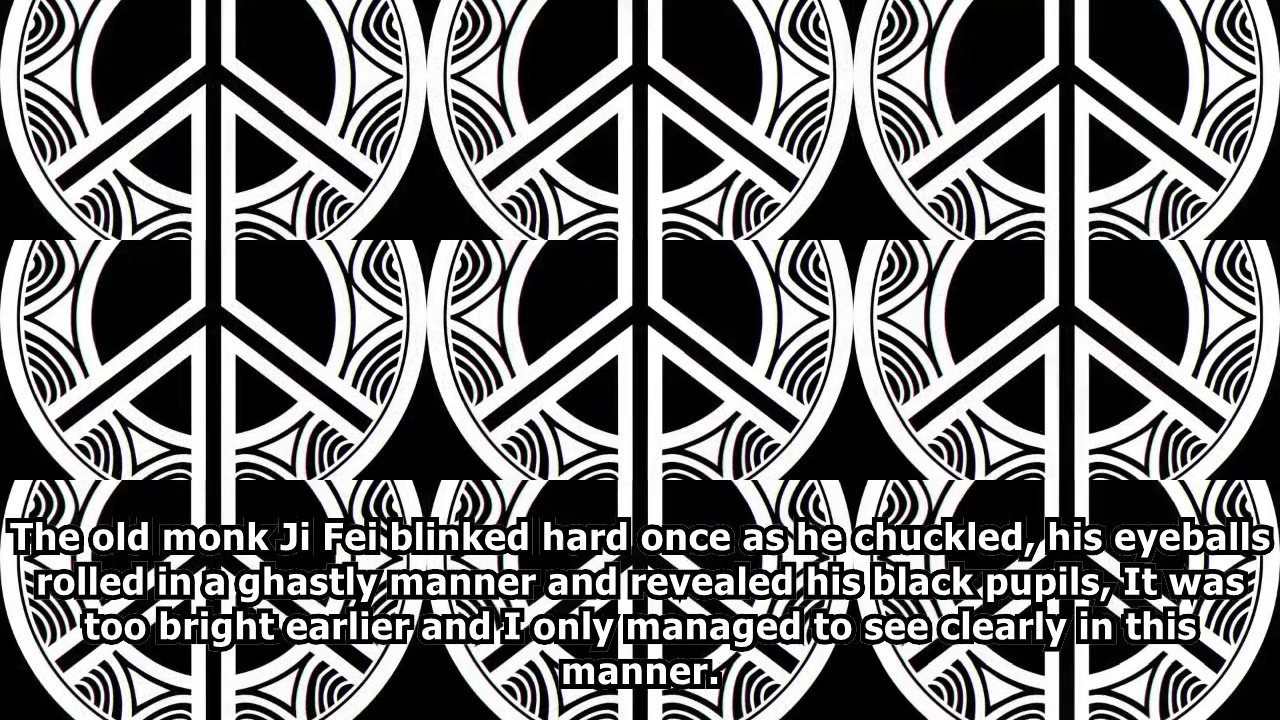 The old monk Ji Fei blinked hard once as he chuckled, his eyeballs
rolled in a ghastly manner and revealed his black pupils, It was
too bright earlier and I only managed to see clearly in this
manner.